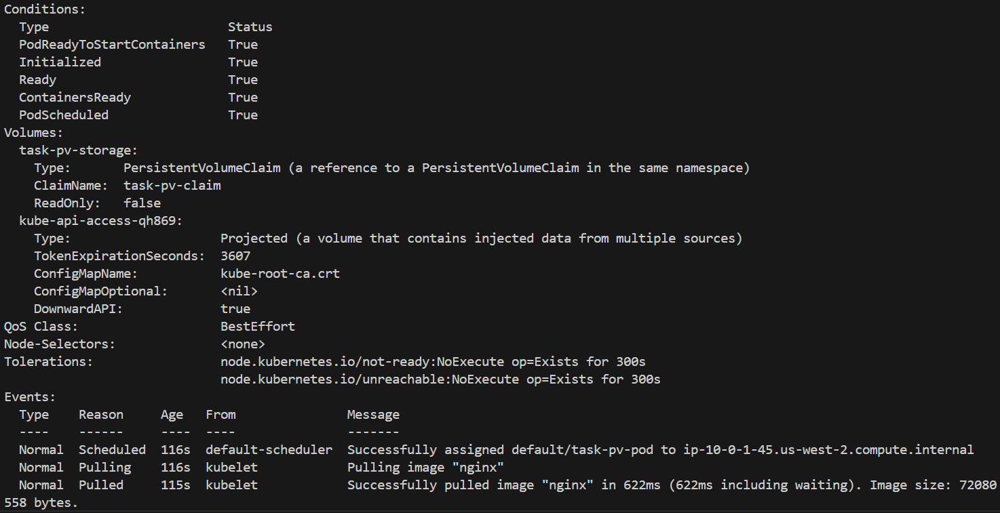 Conditions:
  Type                        Status
  PodReadyToStartContainers   True
  Initialized                 True
  Ready                       True
  ContainersReady             True
  PodScheduled                True
Volumes:
  task-pv-storage:
    Type:       PersistentVolumeClaim (a reference to a PersistentVolumeClaim in the same namespace)
    ClaimName:  task-pv-claim
    ReadOnly:   false
  kube-api-access-qh869:
    Type:                    Projected (a volume that contains injected data from multiple sources)
    TokenExpirationSeconds:  3607
    ConfigMapName:           kube-root-ca.crt
    ConfigMapOptional:       <nil>
    DownwardAPI:             true
QoS Class:                   BestEffort
Node-Selectors:              <none>
Tolerations:                 node.kubernetes.io/not-ready:NoExecute op=Exists for 300s
                             node.kubernetes.io/unreachable:NoExecute op=Exists for 300s
Events:
  Type    Reason     Age   From               Message
  ----    ------     ----  ----               -------
  Normal  Scheduled  116s  default-scheduler  Successfully assigned default/task-pv-pod to ip-10-0-1-45.us-west-2.compute.internal
  Normal  Pulling    116s  kubelet            Pulling image "nginx"
  Normal  Pulled     115s  kubelet            Successfully pulled image "nginx" in 622ms (622ms including waiting). Image size: 72080
558 bytes.